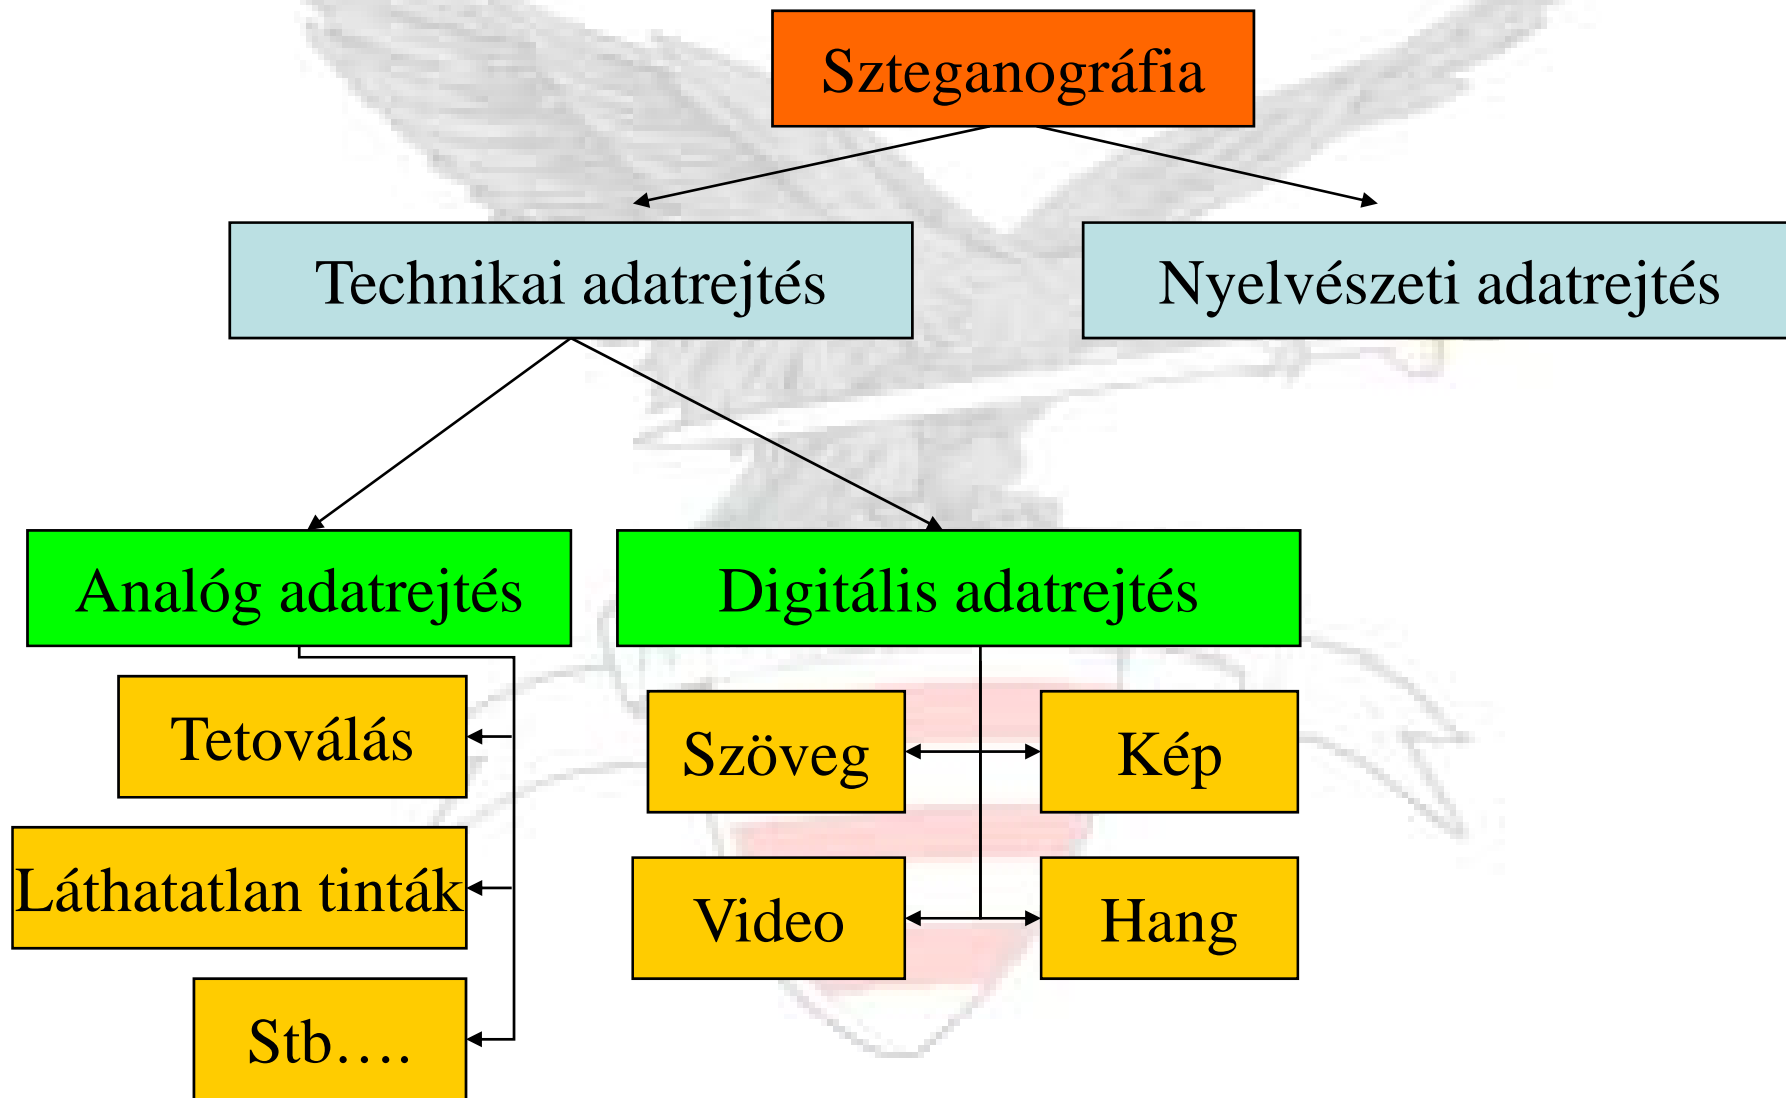 Szteganográfia
Technikai adatrejtés
Nyelvészeti adatrejtés
Analóg adatrejtés
Digitális adatrejtés
Tetoválás
Láthatatlan tinták
Stb….
Szöveg
Kép
Video
Hang